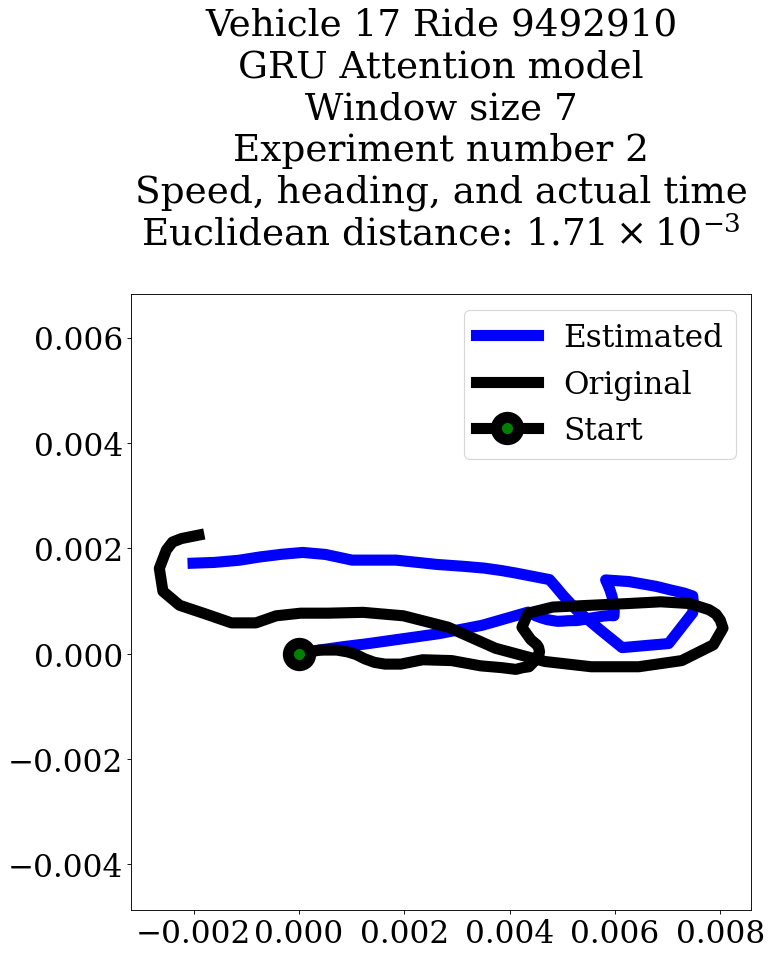 Vehicle 17 Ride 9492910
GRU Attention model
Window size 7
Experiment number 2
Speed, heading, and actual time
Euclidean distance: 1.71 × 10⁻³
Estimated
Original
Start
0.006
0.004
0.002
0.000
−0.002
−0.004
−0.002 0.000 0.002 0.004 0.006 0.008